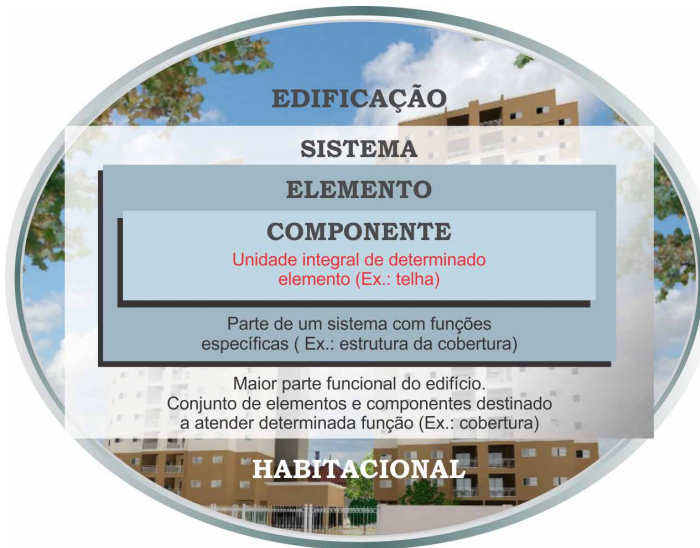 EDIFICAÇÃO
SISTEMA
ELEMENTO
COMPONENTE
Unidade integral de determinado
elemento (Ex.: telha)
Parte de um sistema com funções
específicas ( Ex.: estrutura da cobertura)
Maior parte funcional do edifício.
Conjunto de elementos e componentes destinado
a atender determinada função (Ex.: cobertura)
HABITACIONAL